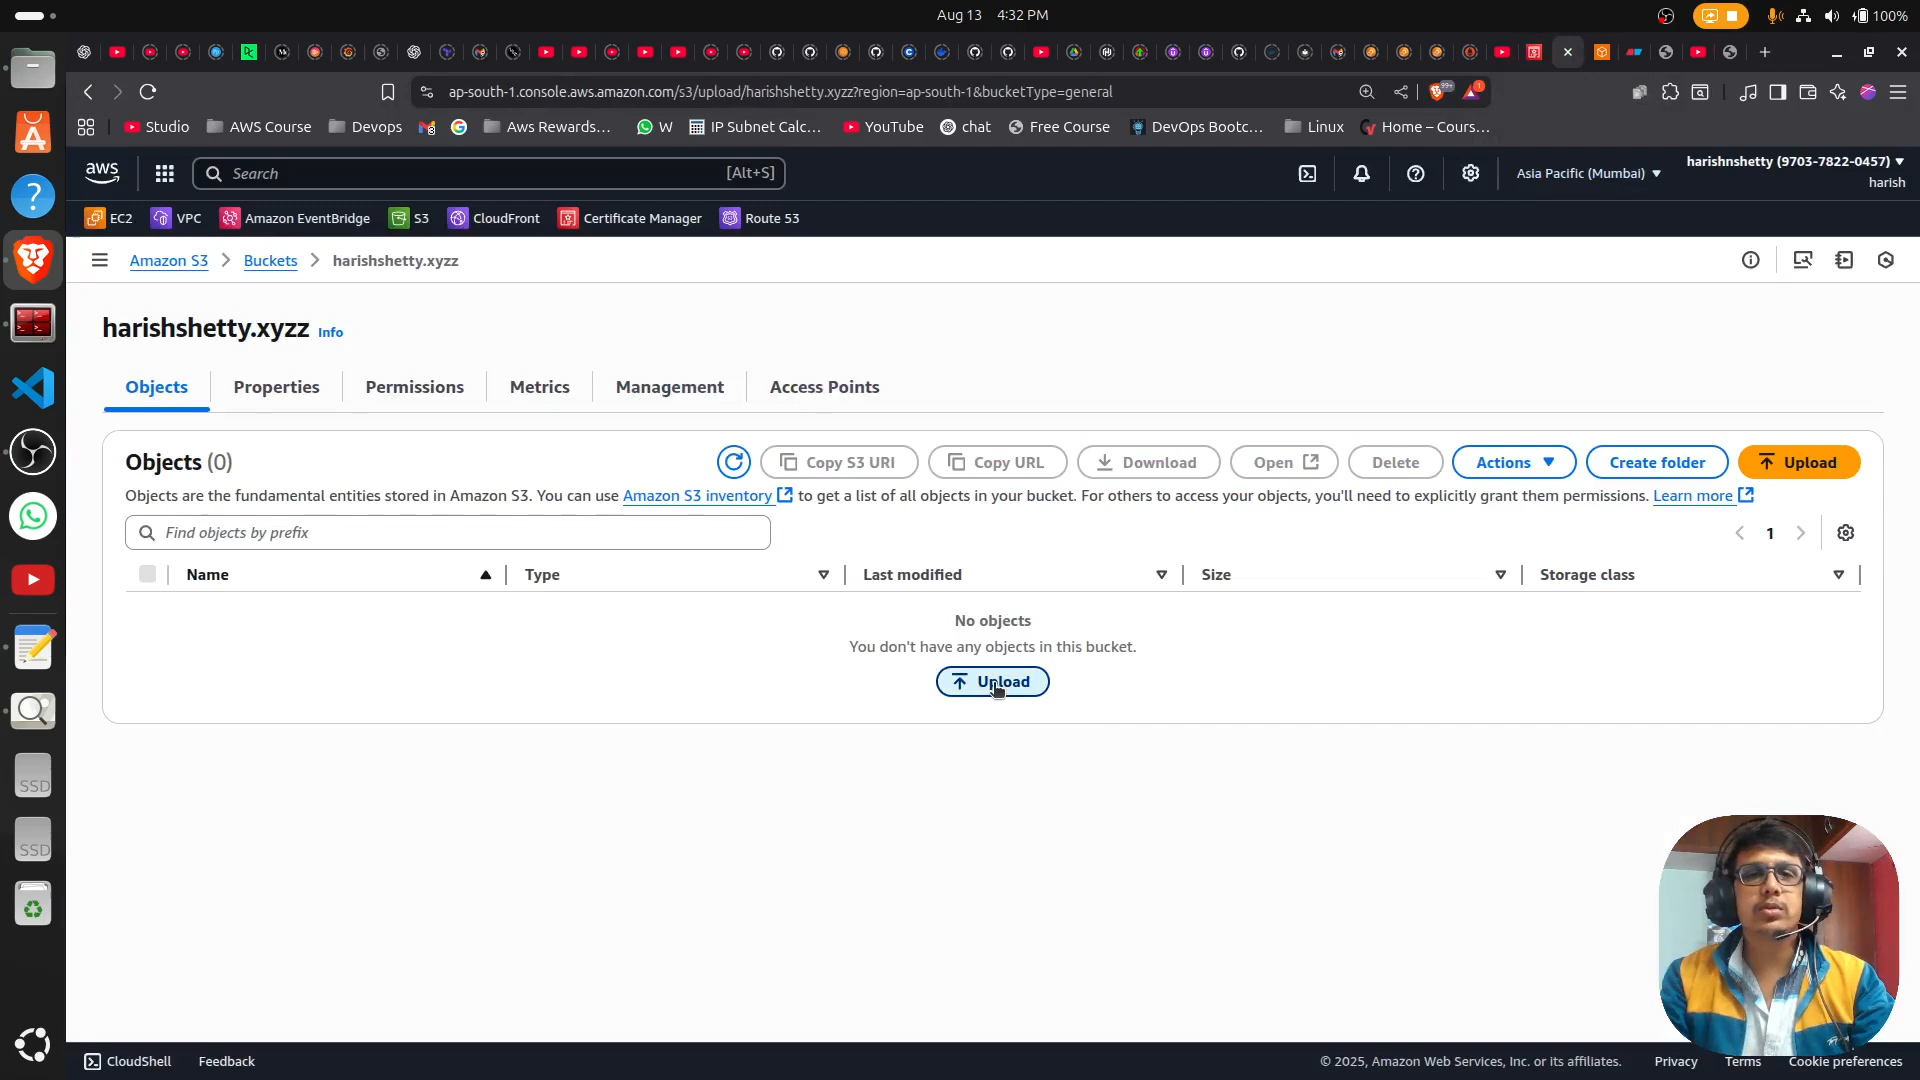 Aug 13 4:32 PM
100%
ap-south-1.console.aws.amazon.com/s3/upload/harishshetty.xyzz?region=ap-south-1&bucketType=general
99+
1
Studio AWS Course Devops Aws Rewards... W IP Subnet Calc... YouTube chat Free Course DevOps Bootc... Linux Home – Cours...
aws
Search [Alt+S]
Asia Pacific (Mumbai) ▼
harishnshetty (9703-7822-0457) ▼
harish
EC2 VPC Amazon EventBridge S3 CloudFront Certificate Manager Route 53
Amazon S3 > Buckets > harishshetty.xyzz
harishshetty.xyzz Info
Objects Properties Permissions Metrics Management Access Points
Objects (0)
Copy S3 URI Copy URL Download Open Delete Actions ▼ Create folder Upload
Objects are the fundamental entities stored in Amazon S3. You can use Amazon S3 inventory to get a list of all objects in your bucket. For others to access your objects, you'll need to explicitly grant them permissions. Learn more
Find objects by prefix
1
Name Type Last modified Size Storage class
No objects
You don't have any objects in this bucket.
Upload
SSD
SSD
CloudShell Feedback
© 2025, Amazon Web Services, Inc. or its affiliates. Privacy Terms Cookie preferences